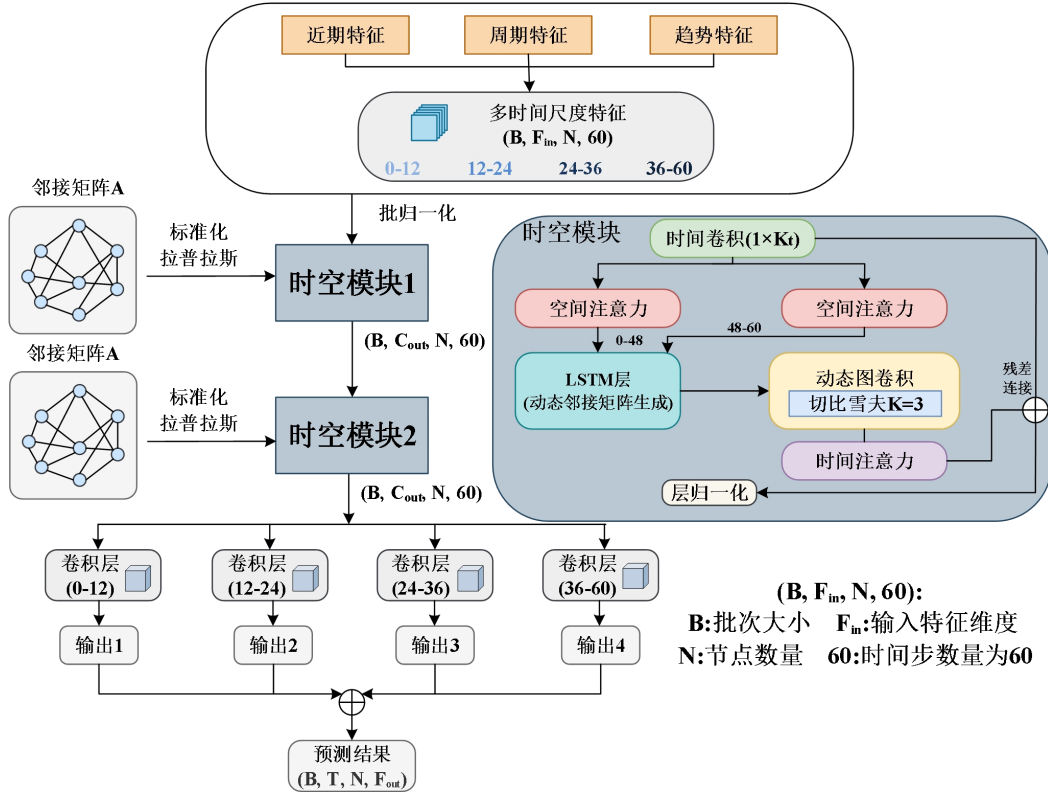 近期特征
周期特征
趋势特征
多时间尺度特征
(B, Fin, N, 60)
0-12
12-24
24-36
36-60
邻接矩阵A
标准化
拉普拉斯
批归一化
时空模块1
(B, Cout, N, 60)
邻接矩阵A
标准化
拉普拉斯
时空模块2
(B, Cout, N, 60)
时空模块
时间卷积(1×Kt)
空间注意力
空间注意力
0-48
48-60
LSTM层
(动态邻接矩阵生成)
动态图卷积
切比雪夫K=3
残差
连接
时间注意力
层归一化
卷积层
(0-12)
卷积层
(12-24)
卷积层
(24-36)
卷积层
(36-60)
输出1
输出2
输出3
输出4
预测结果
(B, T, N, Fout)
(B, Fin, N, 60):
B:批次大小 Fin:输入特征维度
N:节点数量 60:时间步数量为60